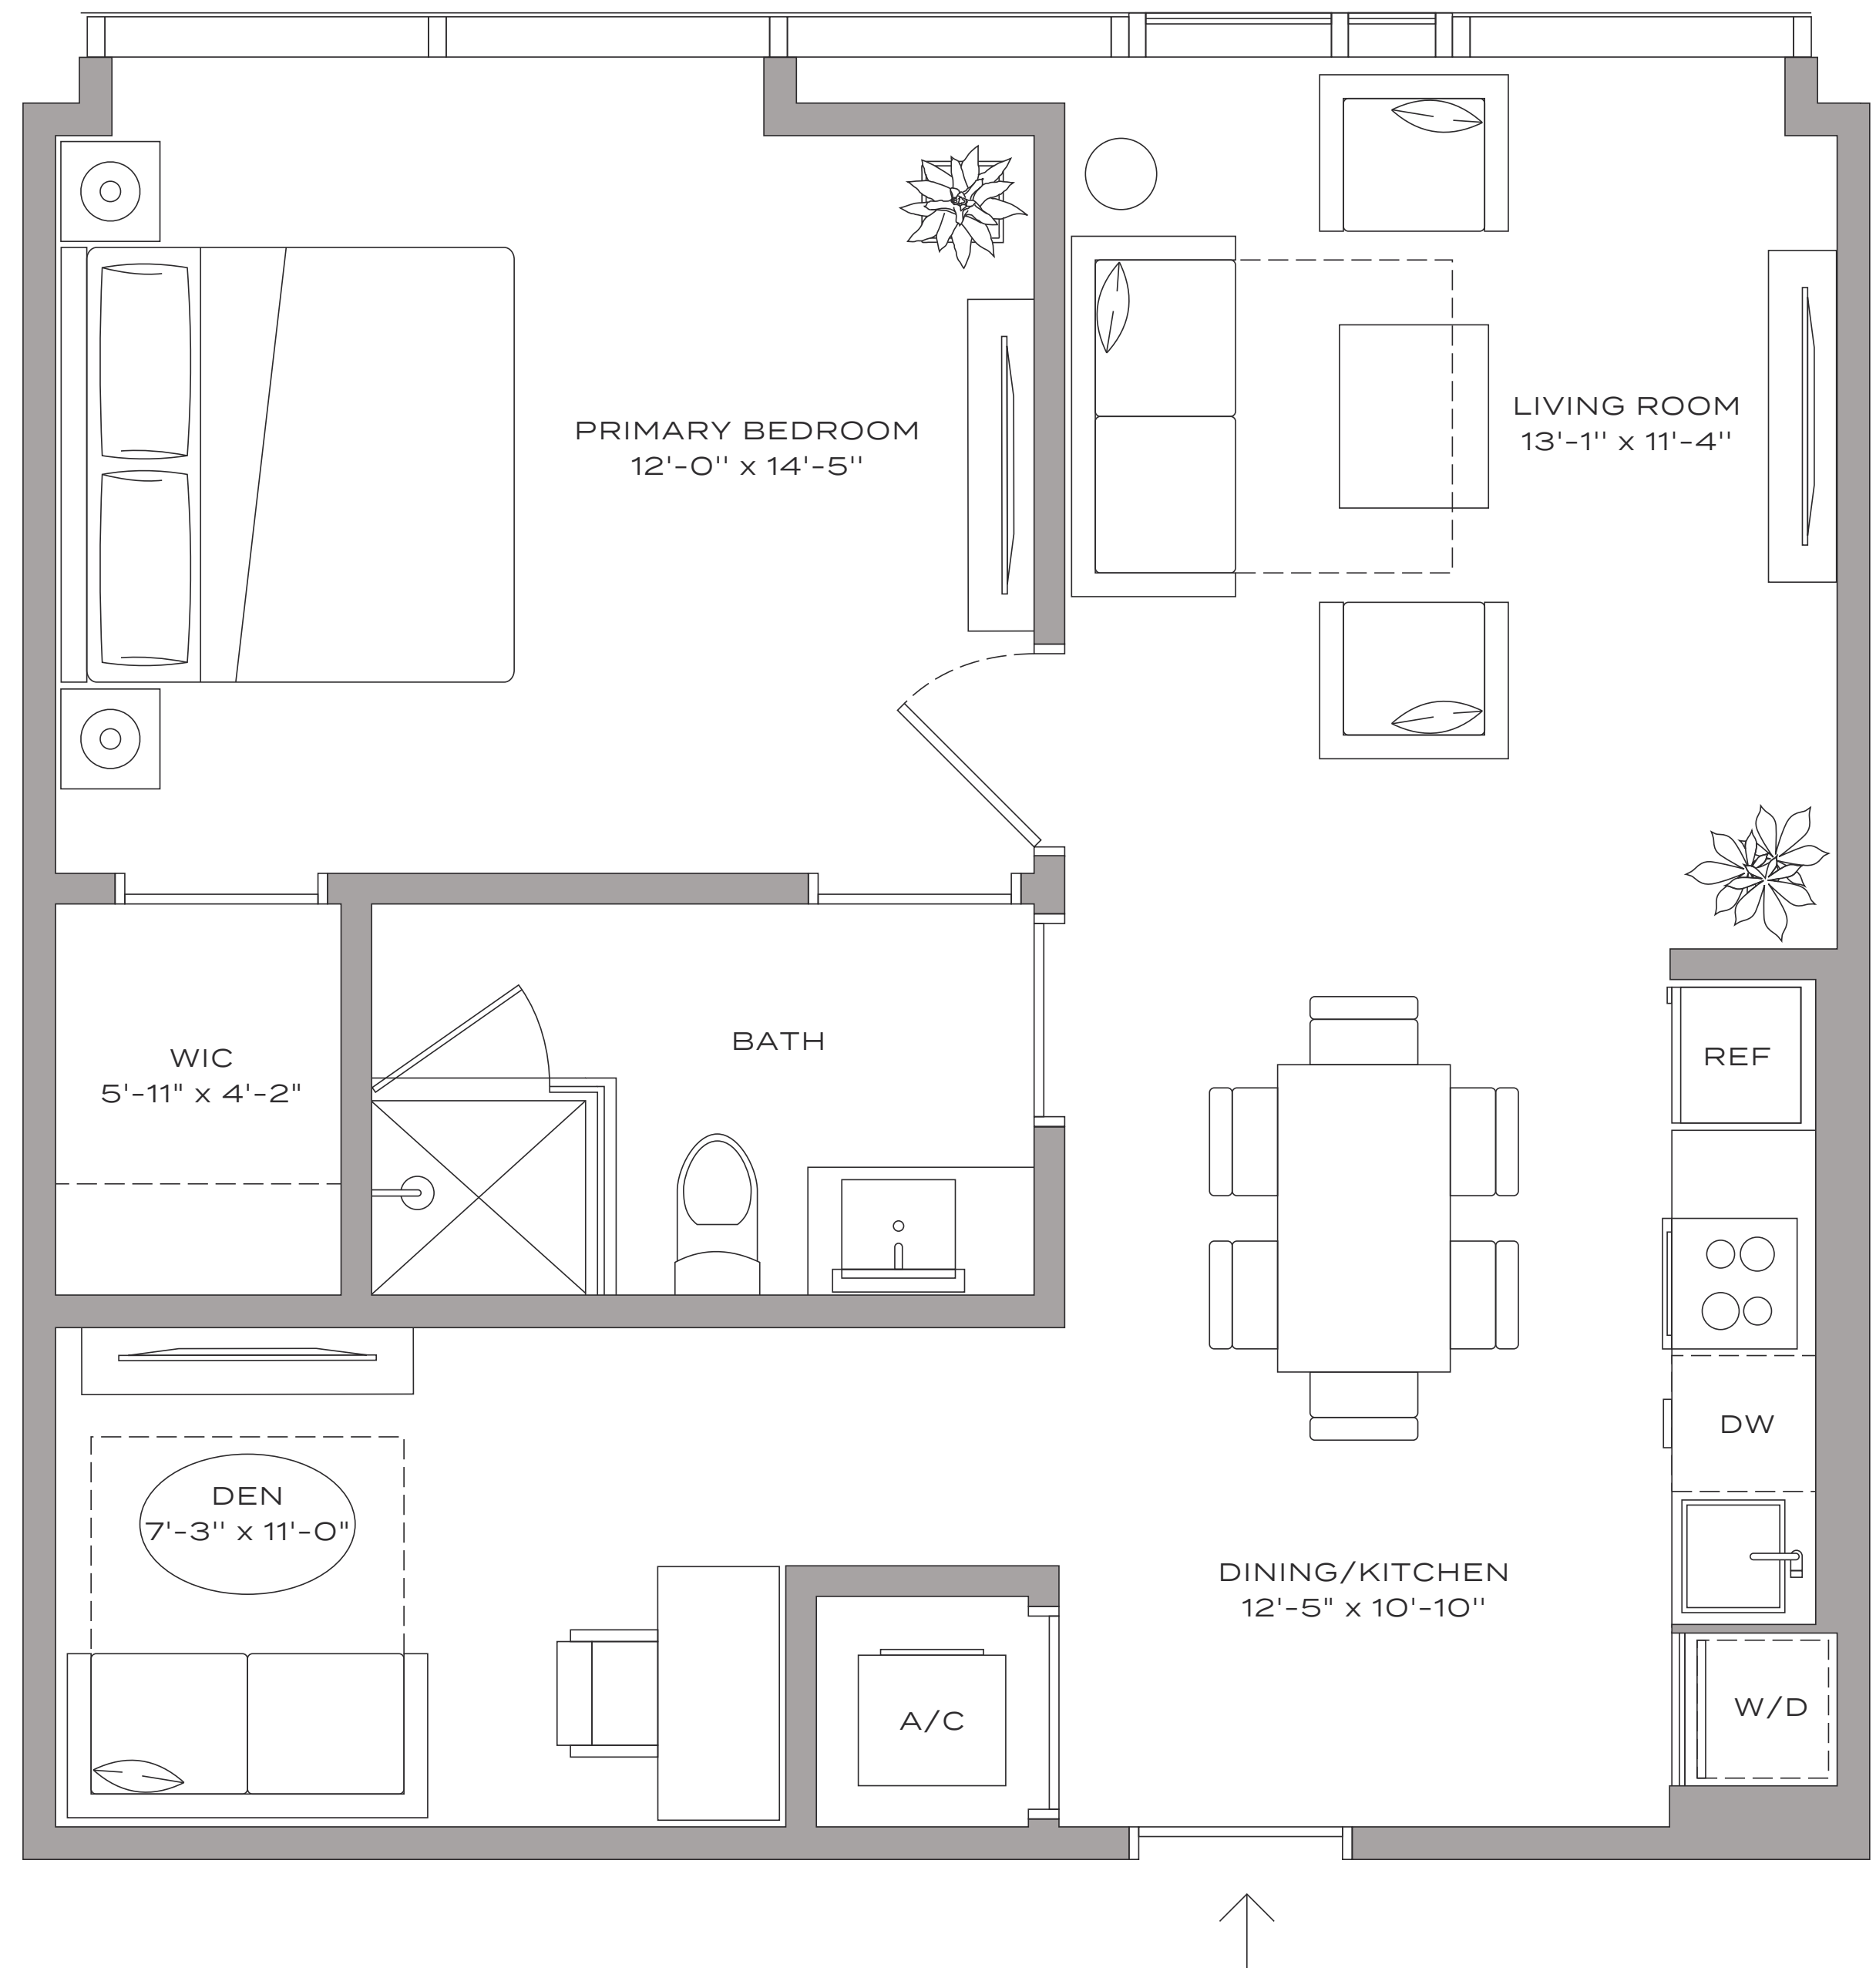 PRIMARY BEDROOM
12'-0'' x 14'-5''
LIVING ROOM
13'-1'' x 11'-4''
WIC
5'-11" x 4'-2"
BATH
REF
DW
DEN
7'-3'' x 11'-0"
DINING/KITCHEN
12'-5" x 10'-10''
A/C
W/D